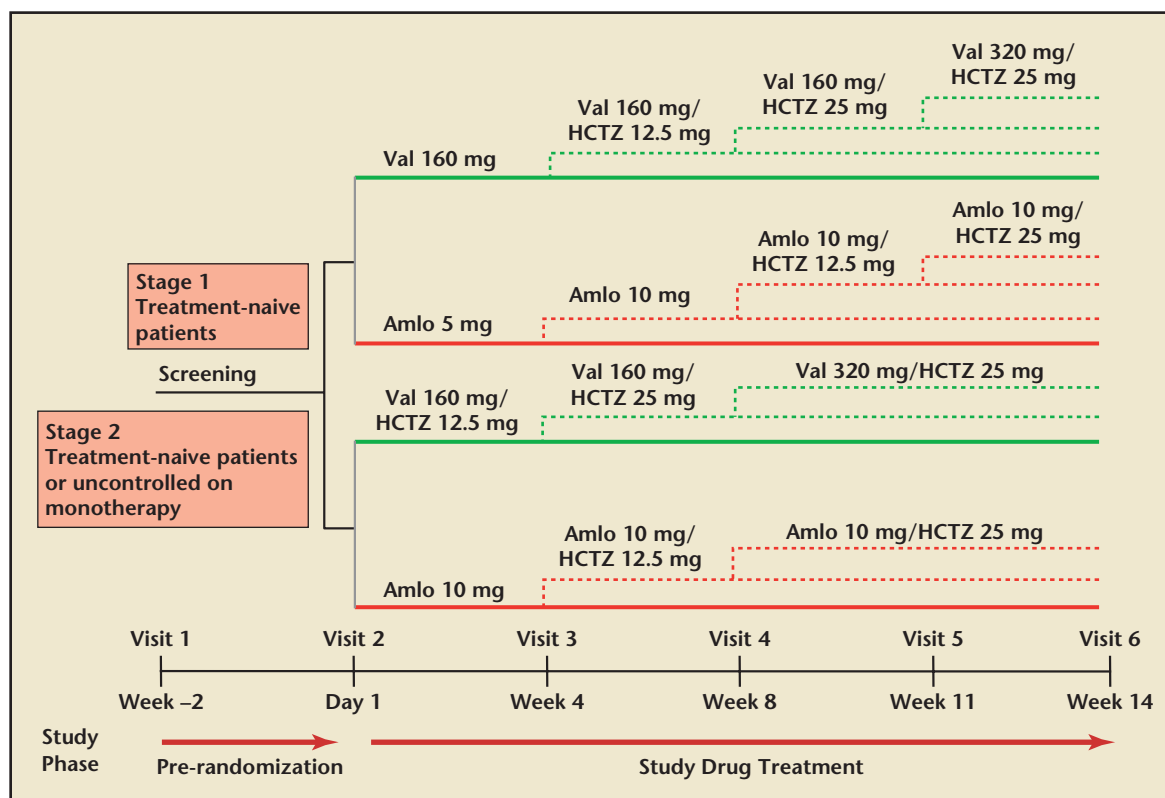 Val 320 mg/
HCTZ 25 mg
Val 160 mg/
HCTZ 25 mg
Val 160 mg/
HCTZ 12.5 mg
Val 160 mg
Amlo 10 mg/
HCTZ 25 mg
Amlo 10 mg/
HCTZ 12.5 mg
Amlo 10 mg
Amlo 5 mg
Stage 1
Treatment-naive
patients
Screening
Stage 2
Treatment-naive patients
or uncontrolled on
monotherapy
Val 160 mg/
HCTZ 12.5 mg
Val 160 mg/
HCTZ 25 mg
Val 320 mg/HCTZ 25 mg
Amlo 10 mg
Amlo 10 mg/
HCTZ 12.5 mg
Amlo 10 mg/HCTZ 25 mg
Visit 1 Visit 2 Visit 3 Visit 4 Visit 5 Visit 6
Week –2 Day 1 Week 4 Week 8 Week 11 Week 14
Study
Phase
Pre-randomization Study Drug Treatment